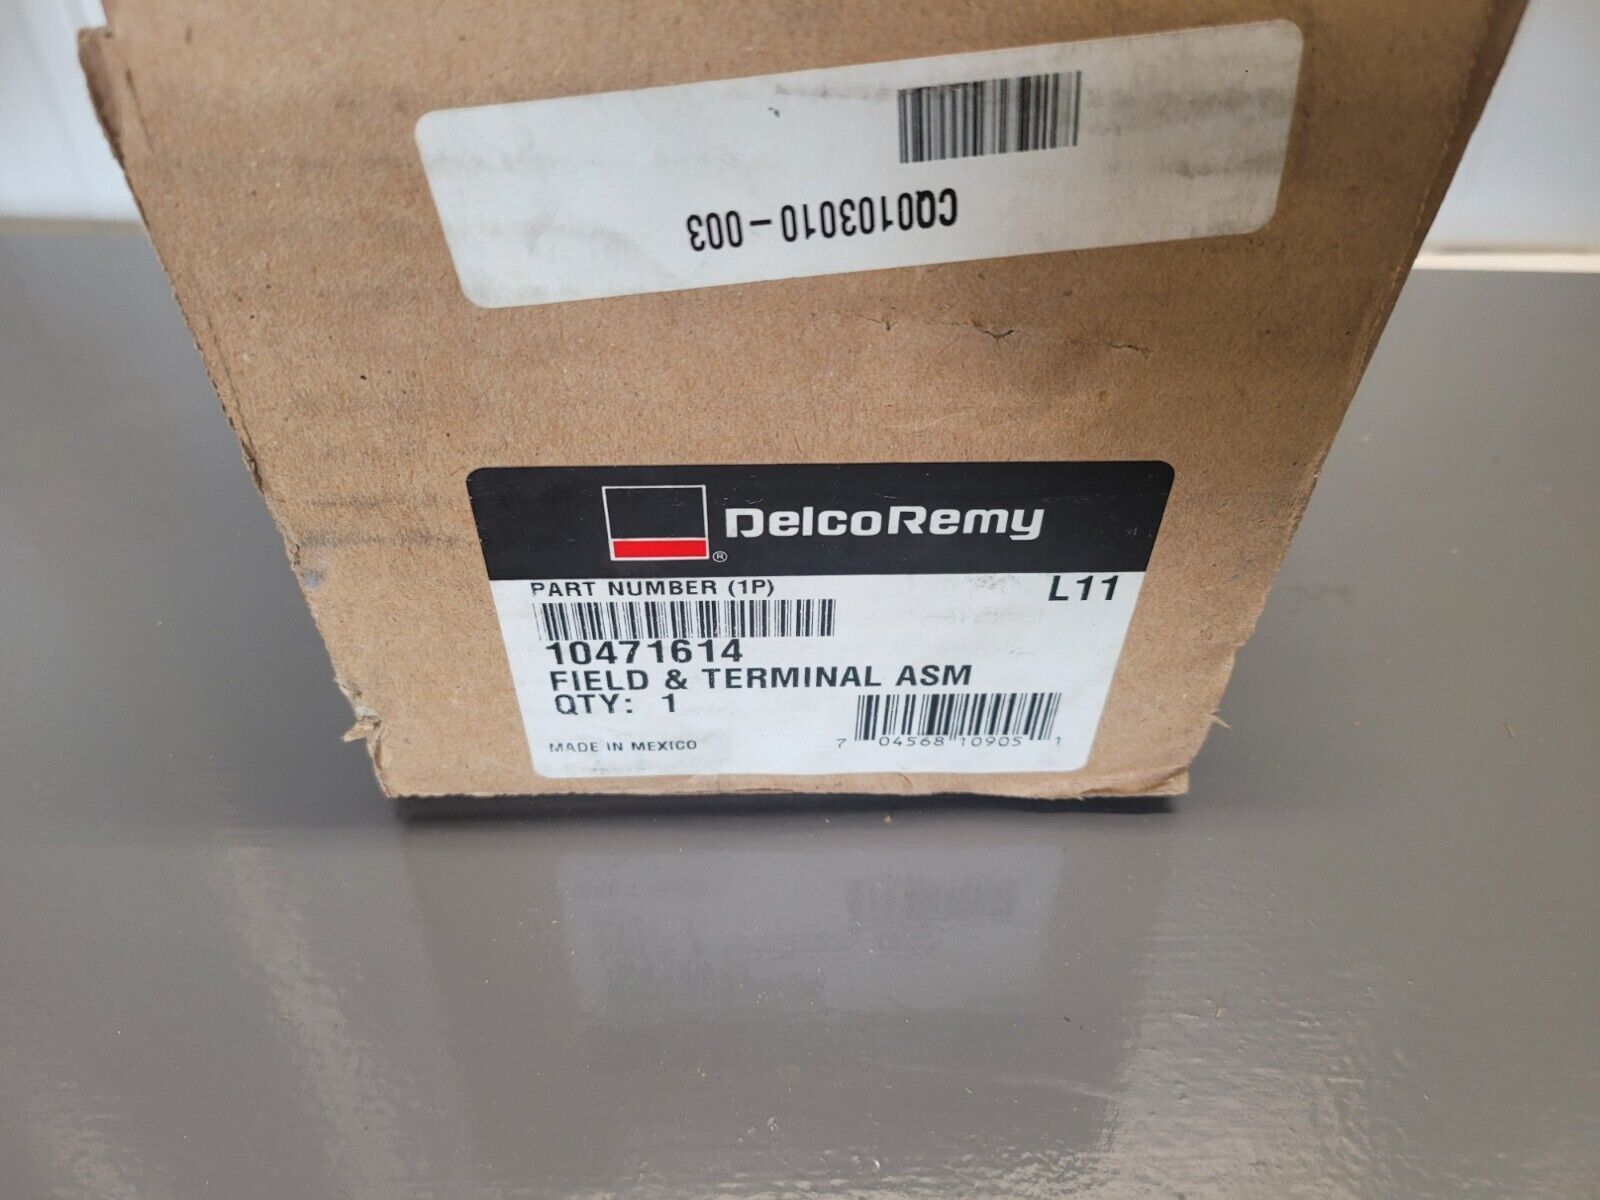 CQ0103010-003
DelcoRemy
®
PART NUMBER (1P) L11
10471614
FIELD & TERMINAL ASM
QTY: 1
MADE IN MEXICO
7 04568 10905 1